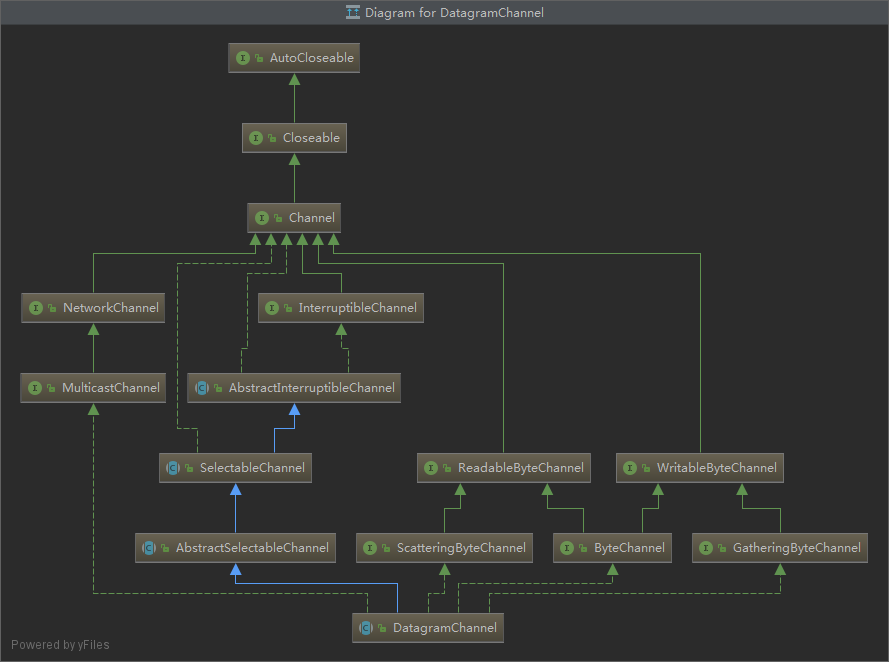 Diagram for DatagramChannel
I AutoCloseable
I Closeable
I Channel
I NetworkChannel
I InterruptibleChannel
I MulticastChannel
C AbstractInterruptibleChannel
C SelectableChannel
I ReadableByteChannel
I WritableByteChannel
C AbstractSelectableChannel
I ScatteringByteChannel
I ByteChannel
I GatheringByteChannel
C DatagramChannel
Powered by yFiles